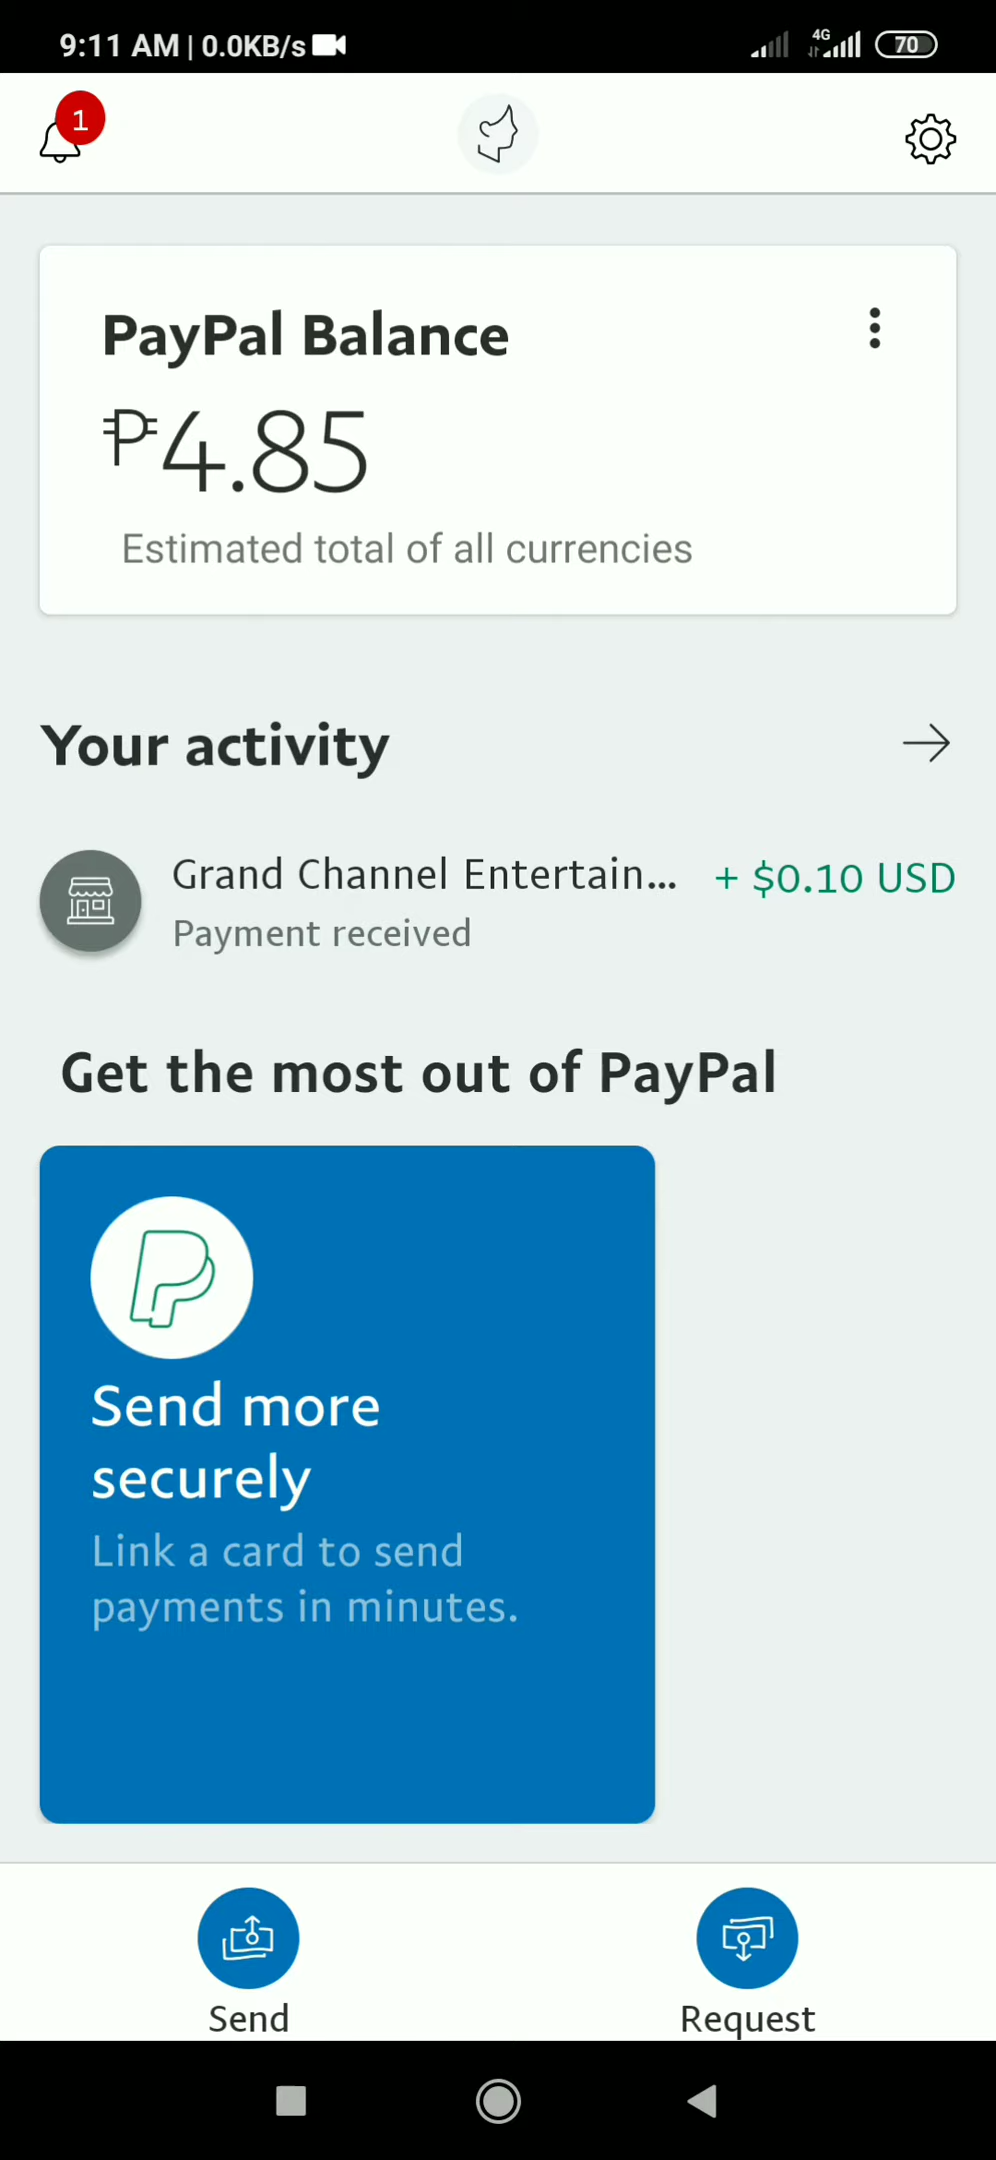 9:11 AM | 0.0KB/s
4G
70
1
PayPal Balance
₱4.85
Estimated total of all currencies
Your activity
Grand Channel Entertain... + $0.10 USD
Payment received
Get the most out of PayPal
Send more
securely
Link a card to send
payments in minutes.
Send Request